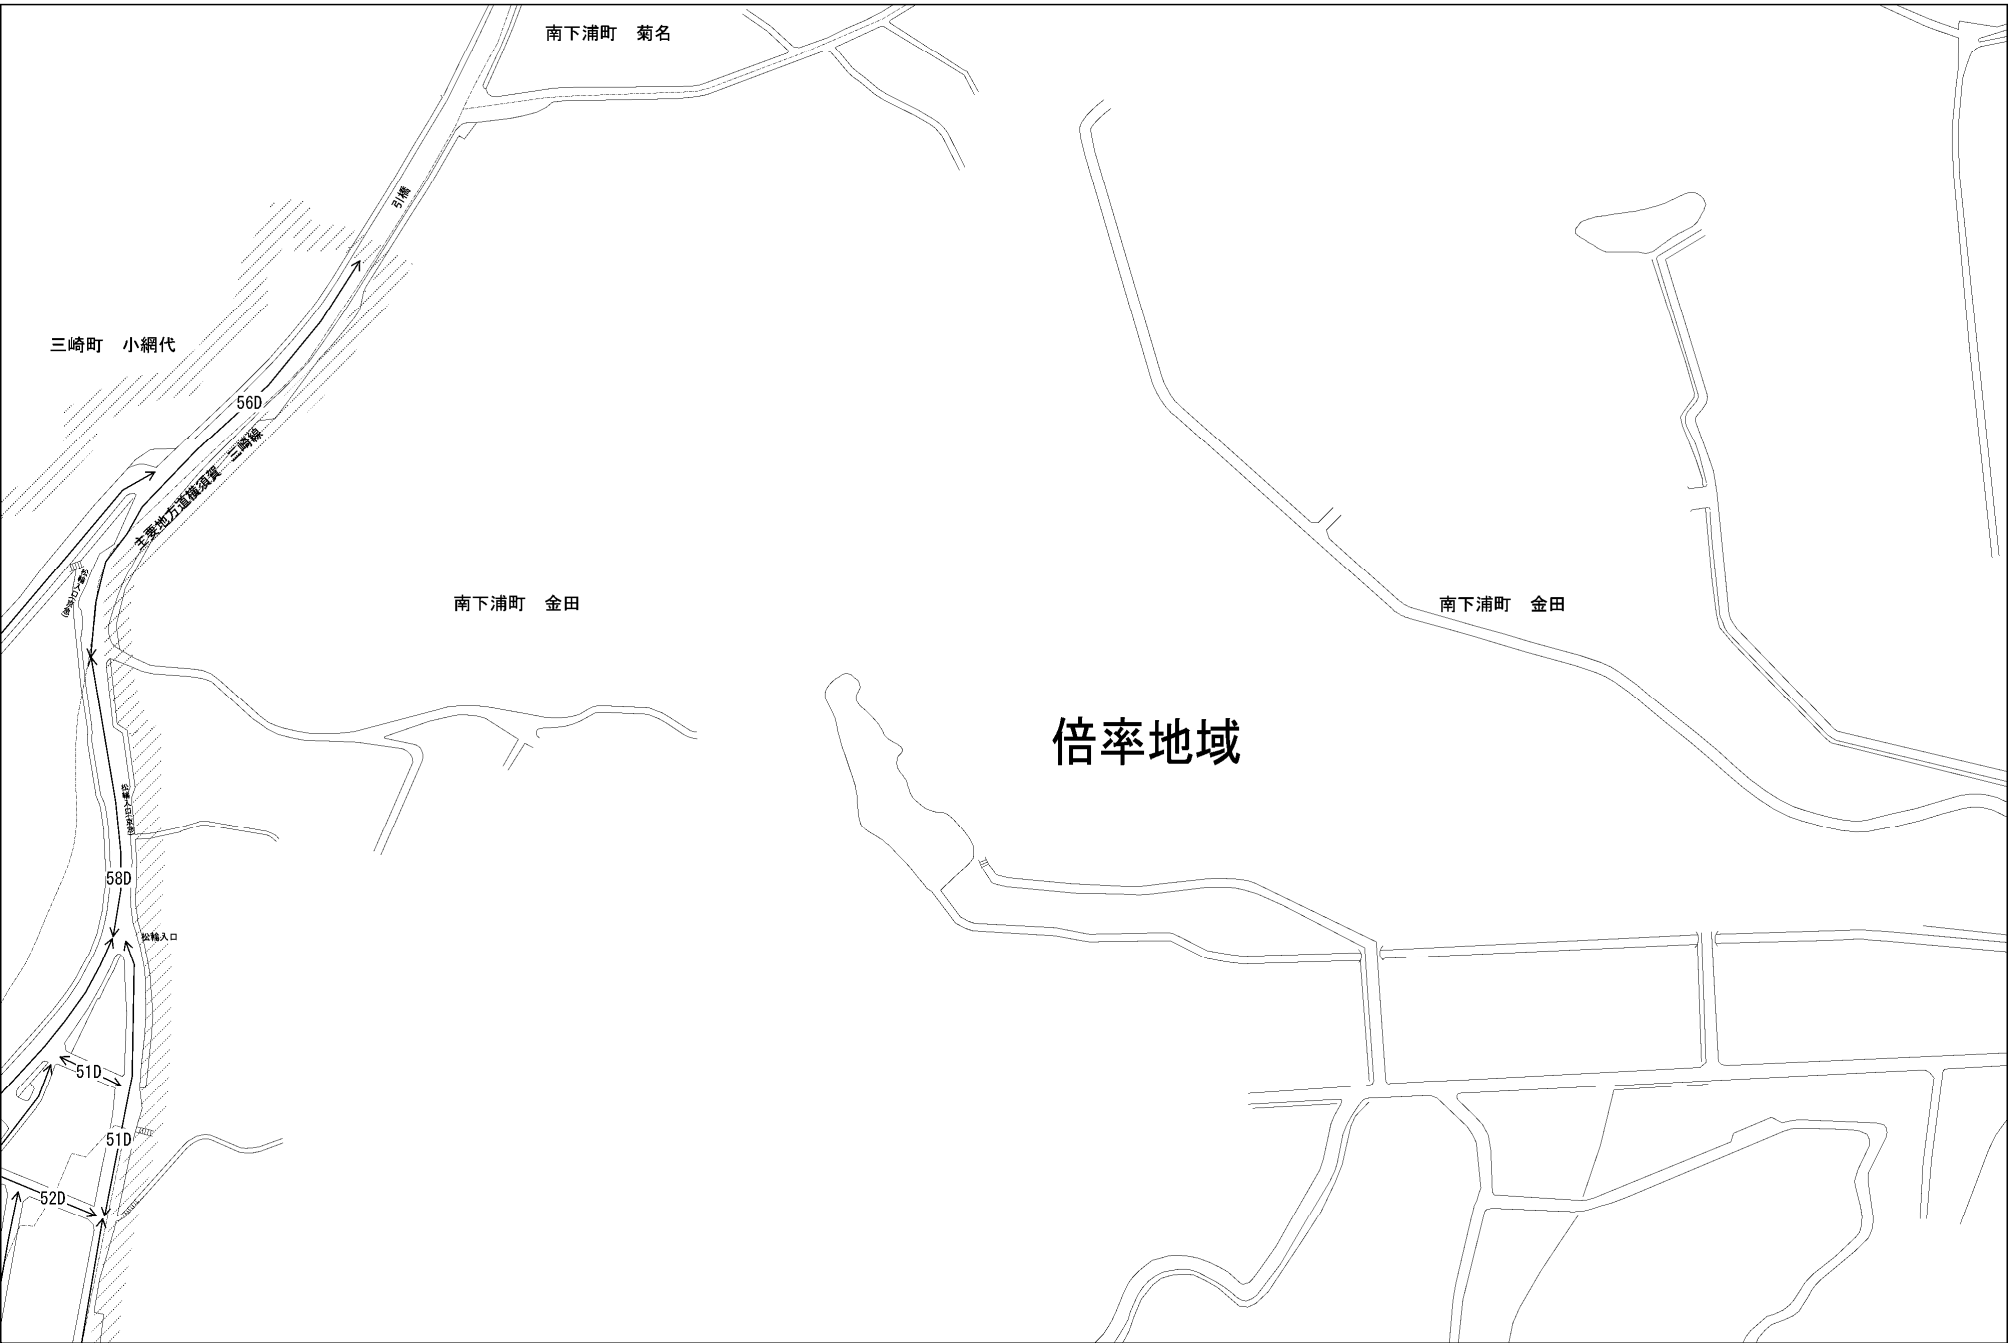 南下浦町　菊名
引橋
三崎町　小網代
56D
主要地方道横須賀　三崎線
南下浦町　金田
南下浦町　金田
倍率地域
58D
松輪入口
51D
51D
52D